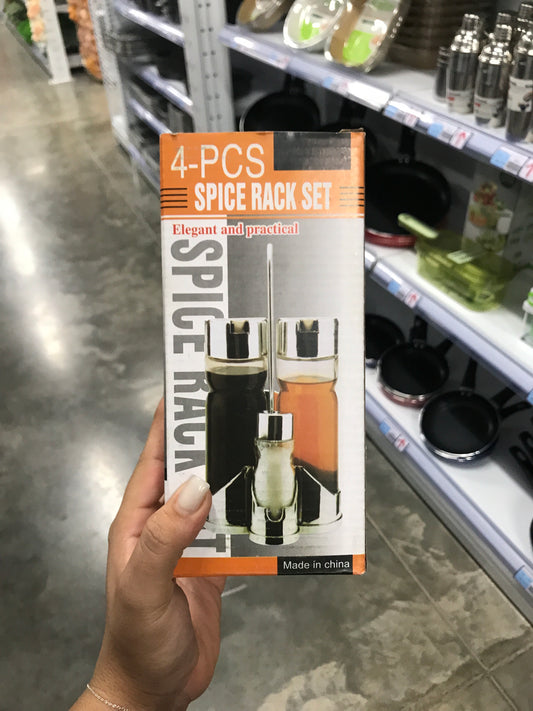 4-PCS
SPICE RACK SET
Elegant and practical
SPICE RACK
Made in china